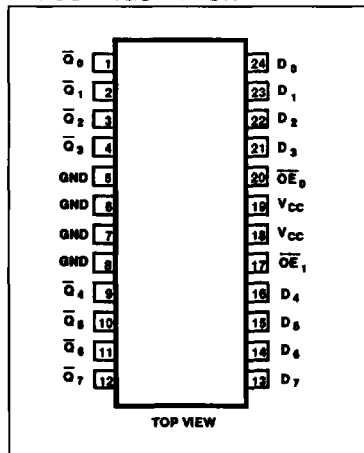 Q̅0 1 24 D0
Q̅1 2 23 D1
Q̅2 3 22 D2
Q̅3 4 21 D3
GND 5 20 O̅E̅0
GND 6 19 VCC
GND 7 18 VCC
GND 8 17 O̅E̅1
Q̅4 9 16 D4
Q̅5 10 15 D5
Q̅6 11 14 D6
Q̅7 12 13 D7
TOP VIEW